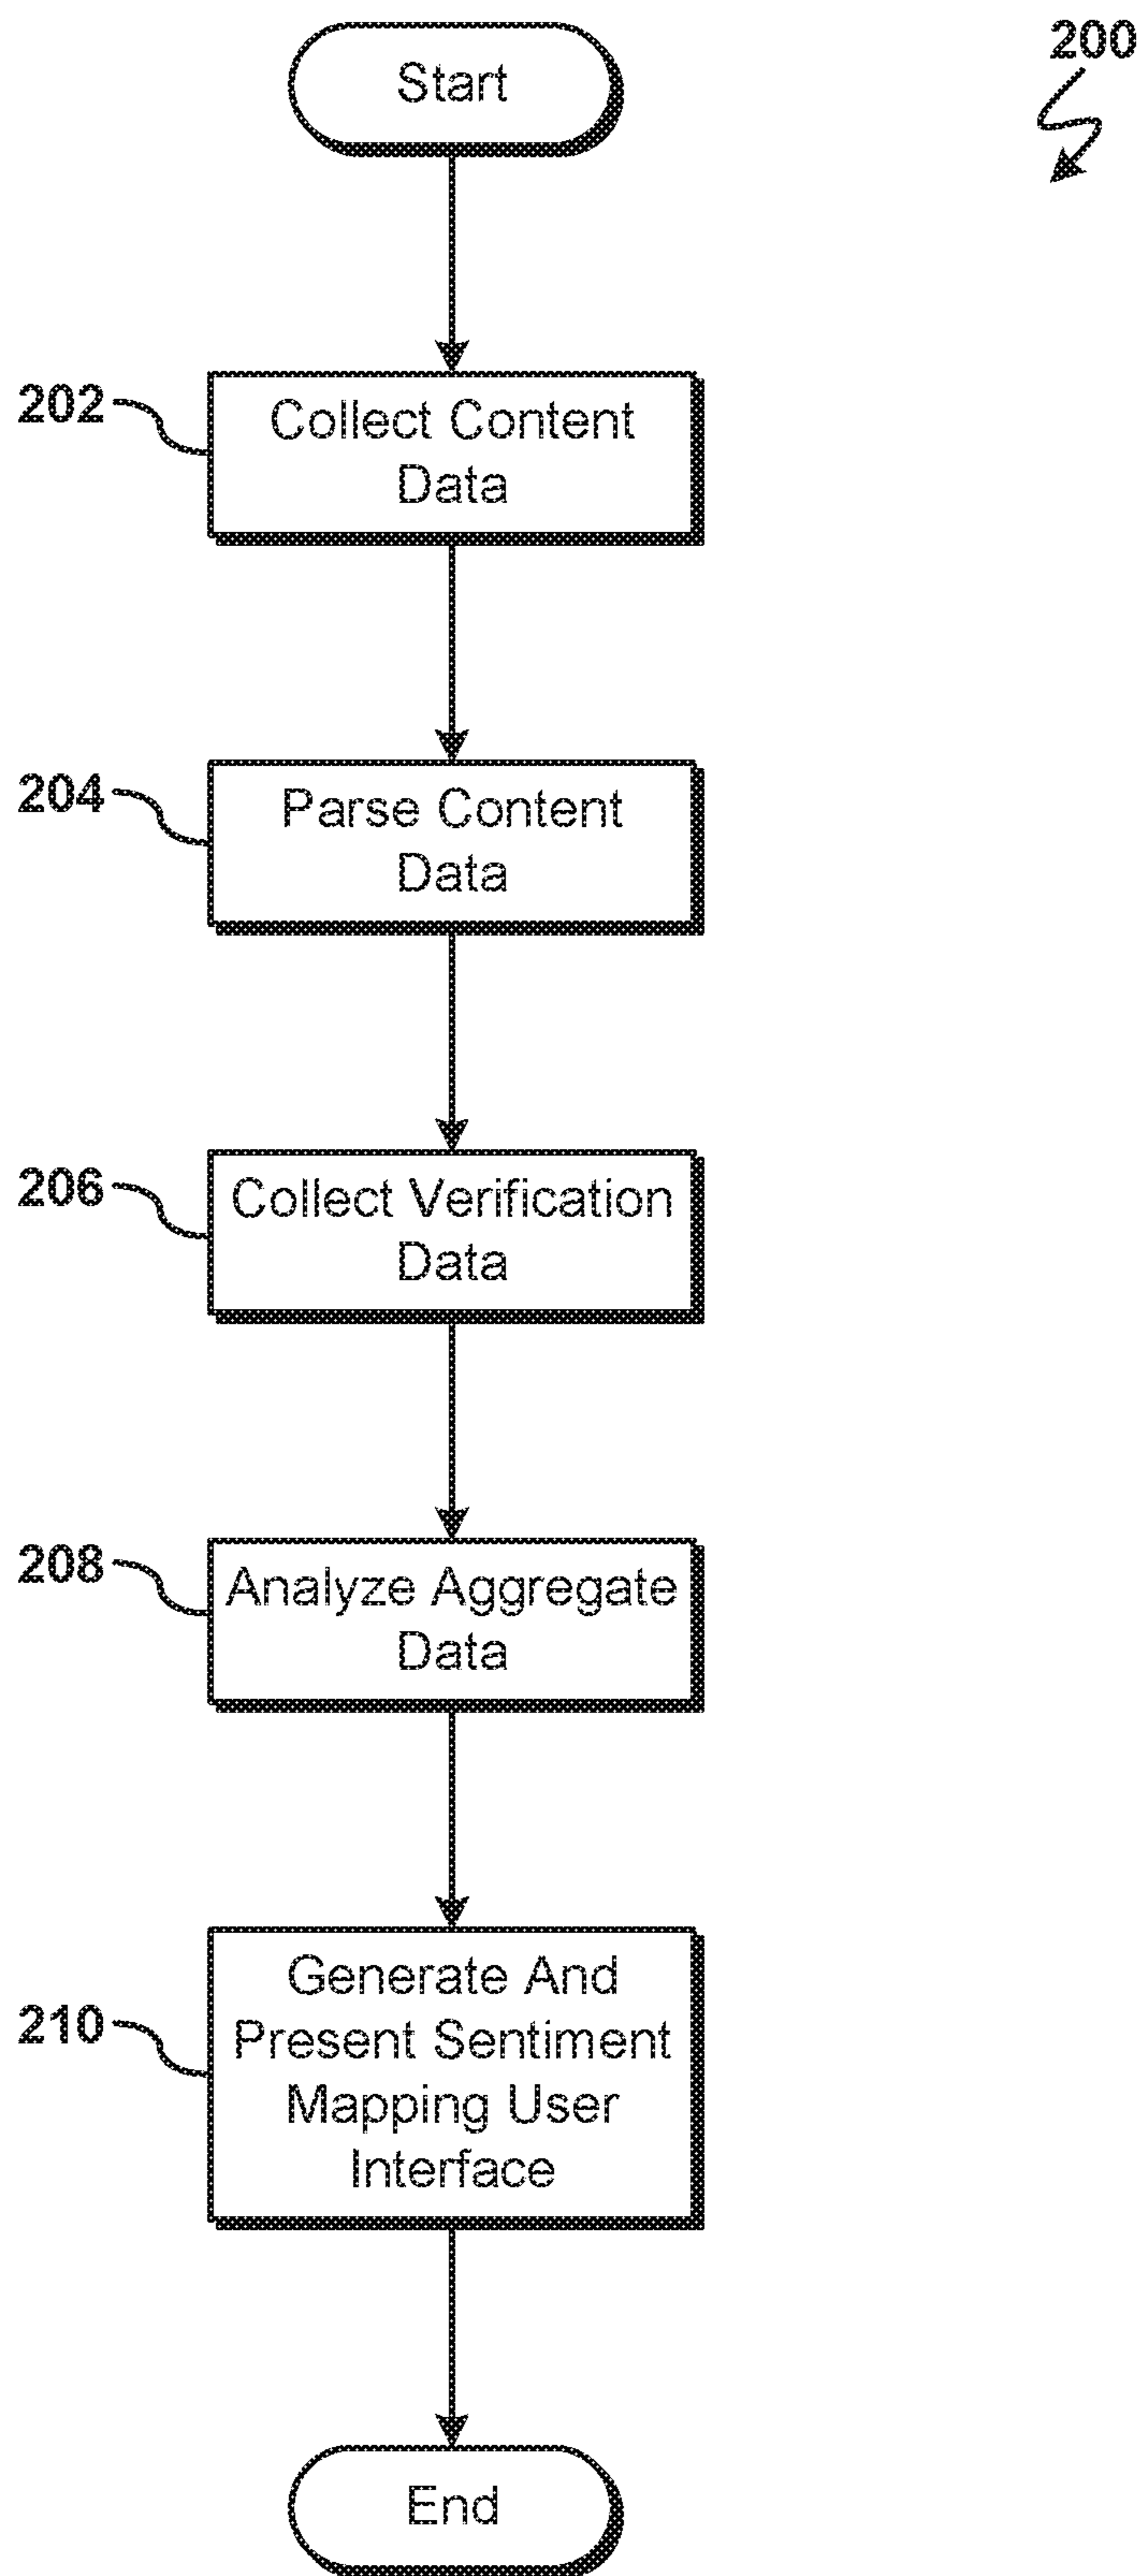 Start
200
202
Collect Content
Data
204
Parse Content
Data
206
Collect Verification
Data
208
Analyze Aggregate
Data
210
Generate And
Present Sentiment
Mapping User
Interface
End